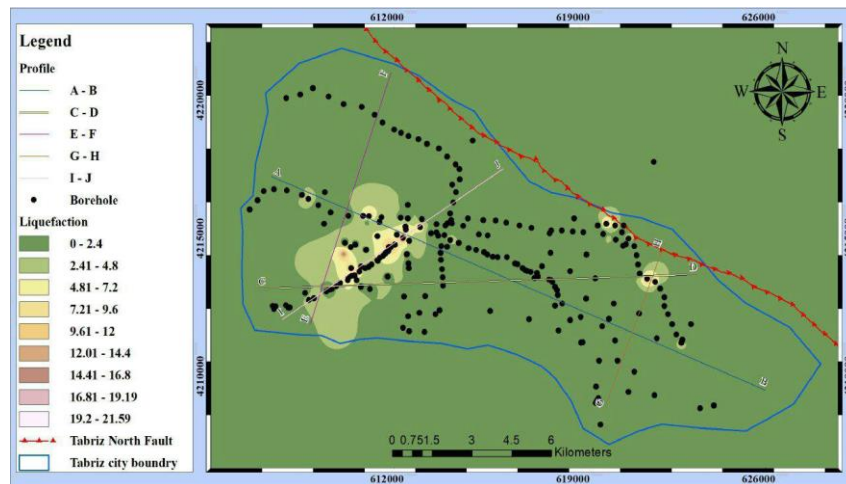 Legend
Profile
A - B
C - D
E - F
G - H
I - J
Borehole
Liquefaction
0 - 2.4
2.41 - 4.8
4.81 - 7.2
7.21 - 9.6
9.61 - 12
12.01 - 14.4
14.41 - 16.8
16.81 - 19.19
19.2 - 21.59
Tabriz North Fault
Tabriz city boundry
612000 619000 626000
4220000
4215000
4210000
N
W E
S
A
C
D
B
0 0.75 1.5 3 4.5 6
Kilometers
612000 619000 626000